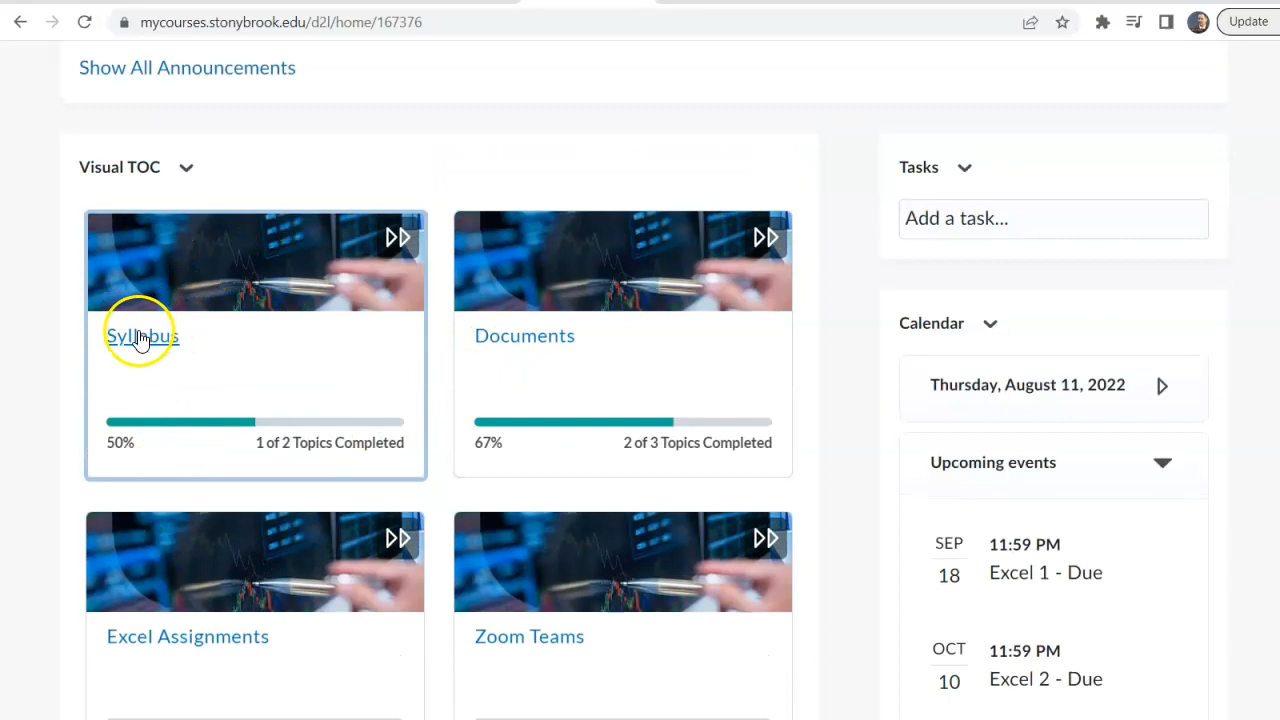 mycourses.stonybrook.edu/d2l/home/167376
Update
Show All Announcements
Visual TOC
Syllabus
50%
1 of 2 Topics Completed
Documents
67%
2 of 3 Topics Completed
Excel Assignments
Zoom Teams
Tasks
Add a task...
Calendar
Thursday, August 11, 2022
Upcoming events
SEP
18
11:59 PM
Excel 1 - Due
OCT
10
11:59 PM
Excel 2 - Due